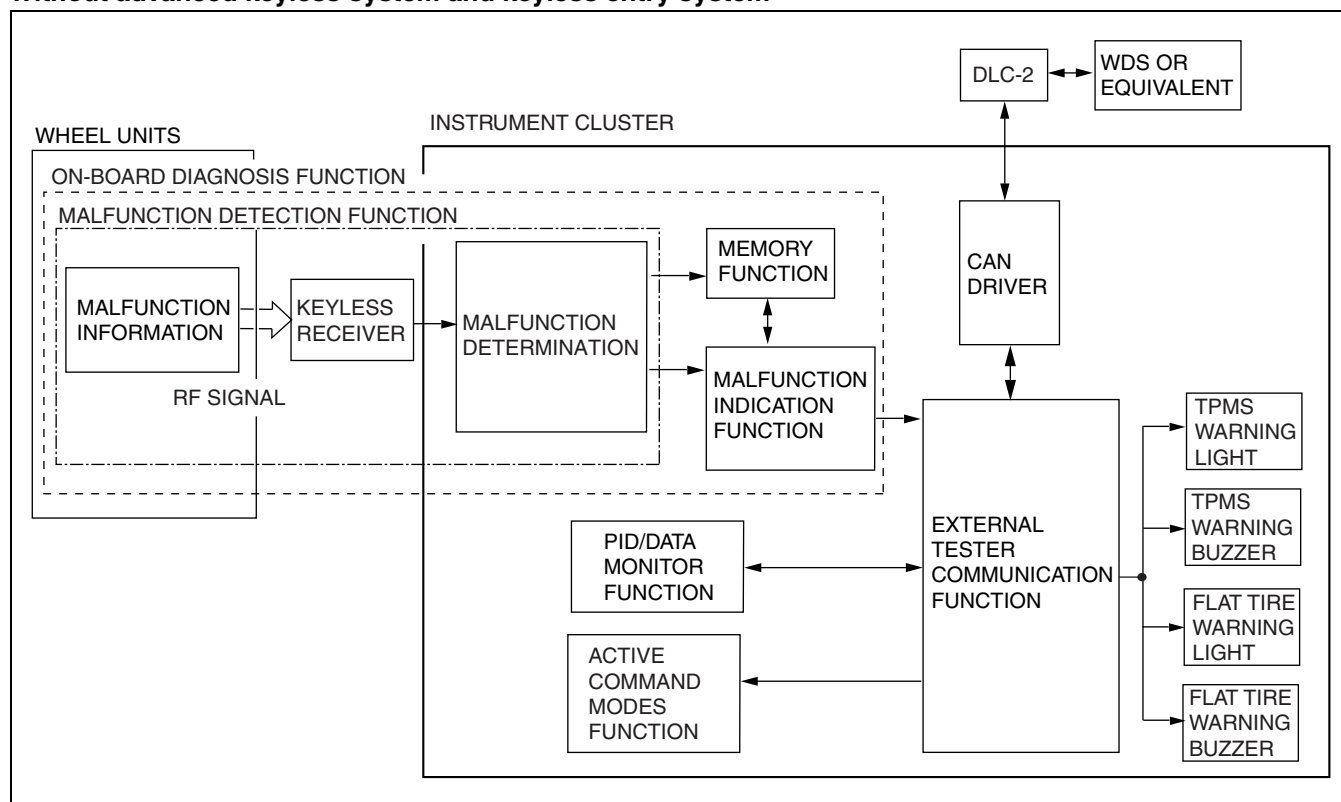 Without advanced keyless system and keyless entry system
DLC-2
WDS OR
EQUIVALENT
INSTRUMENT CLUSTER
WHEEL UNITS
ON-BOARD DIAGNOSIS FUNCTION
MALFUNCTION DETECTION FUNCTION
MALFUNCTION
INFORMATION
KEYLESS
RECEIVER
RF SIGNAL
MALFUNCTION
DETERMINATION
MEMORY
FUNCTION
MALFUNCTION
INDICATION
FUNCTION
CAN
DRIVER
EXTERNAL
TESTER
COMMUNICATION
FUNCTION
PID/DATA
MONITOR
FUNCTION
ACTIVE
COMMAND
MODES
FUNCTION
TPMS
WARNING
LIGHT
TPMS
WARNING
BUZZER
FLAT TIRE
WARNING
LIGHT
FLAT TIRE
WARNING
BUZZER